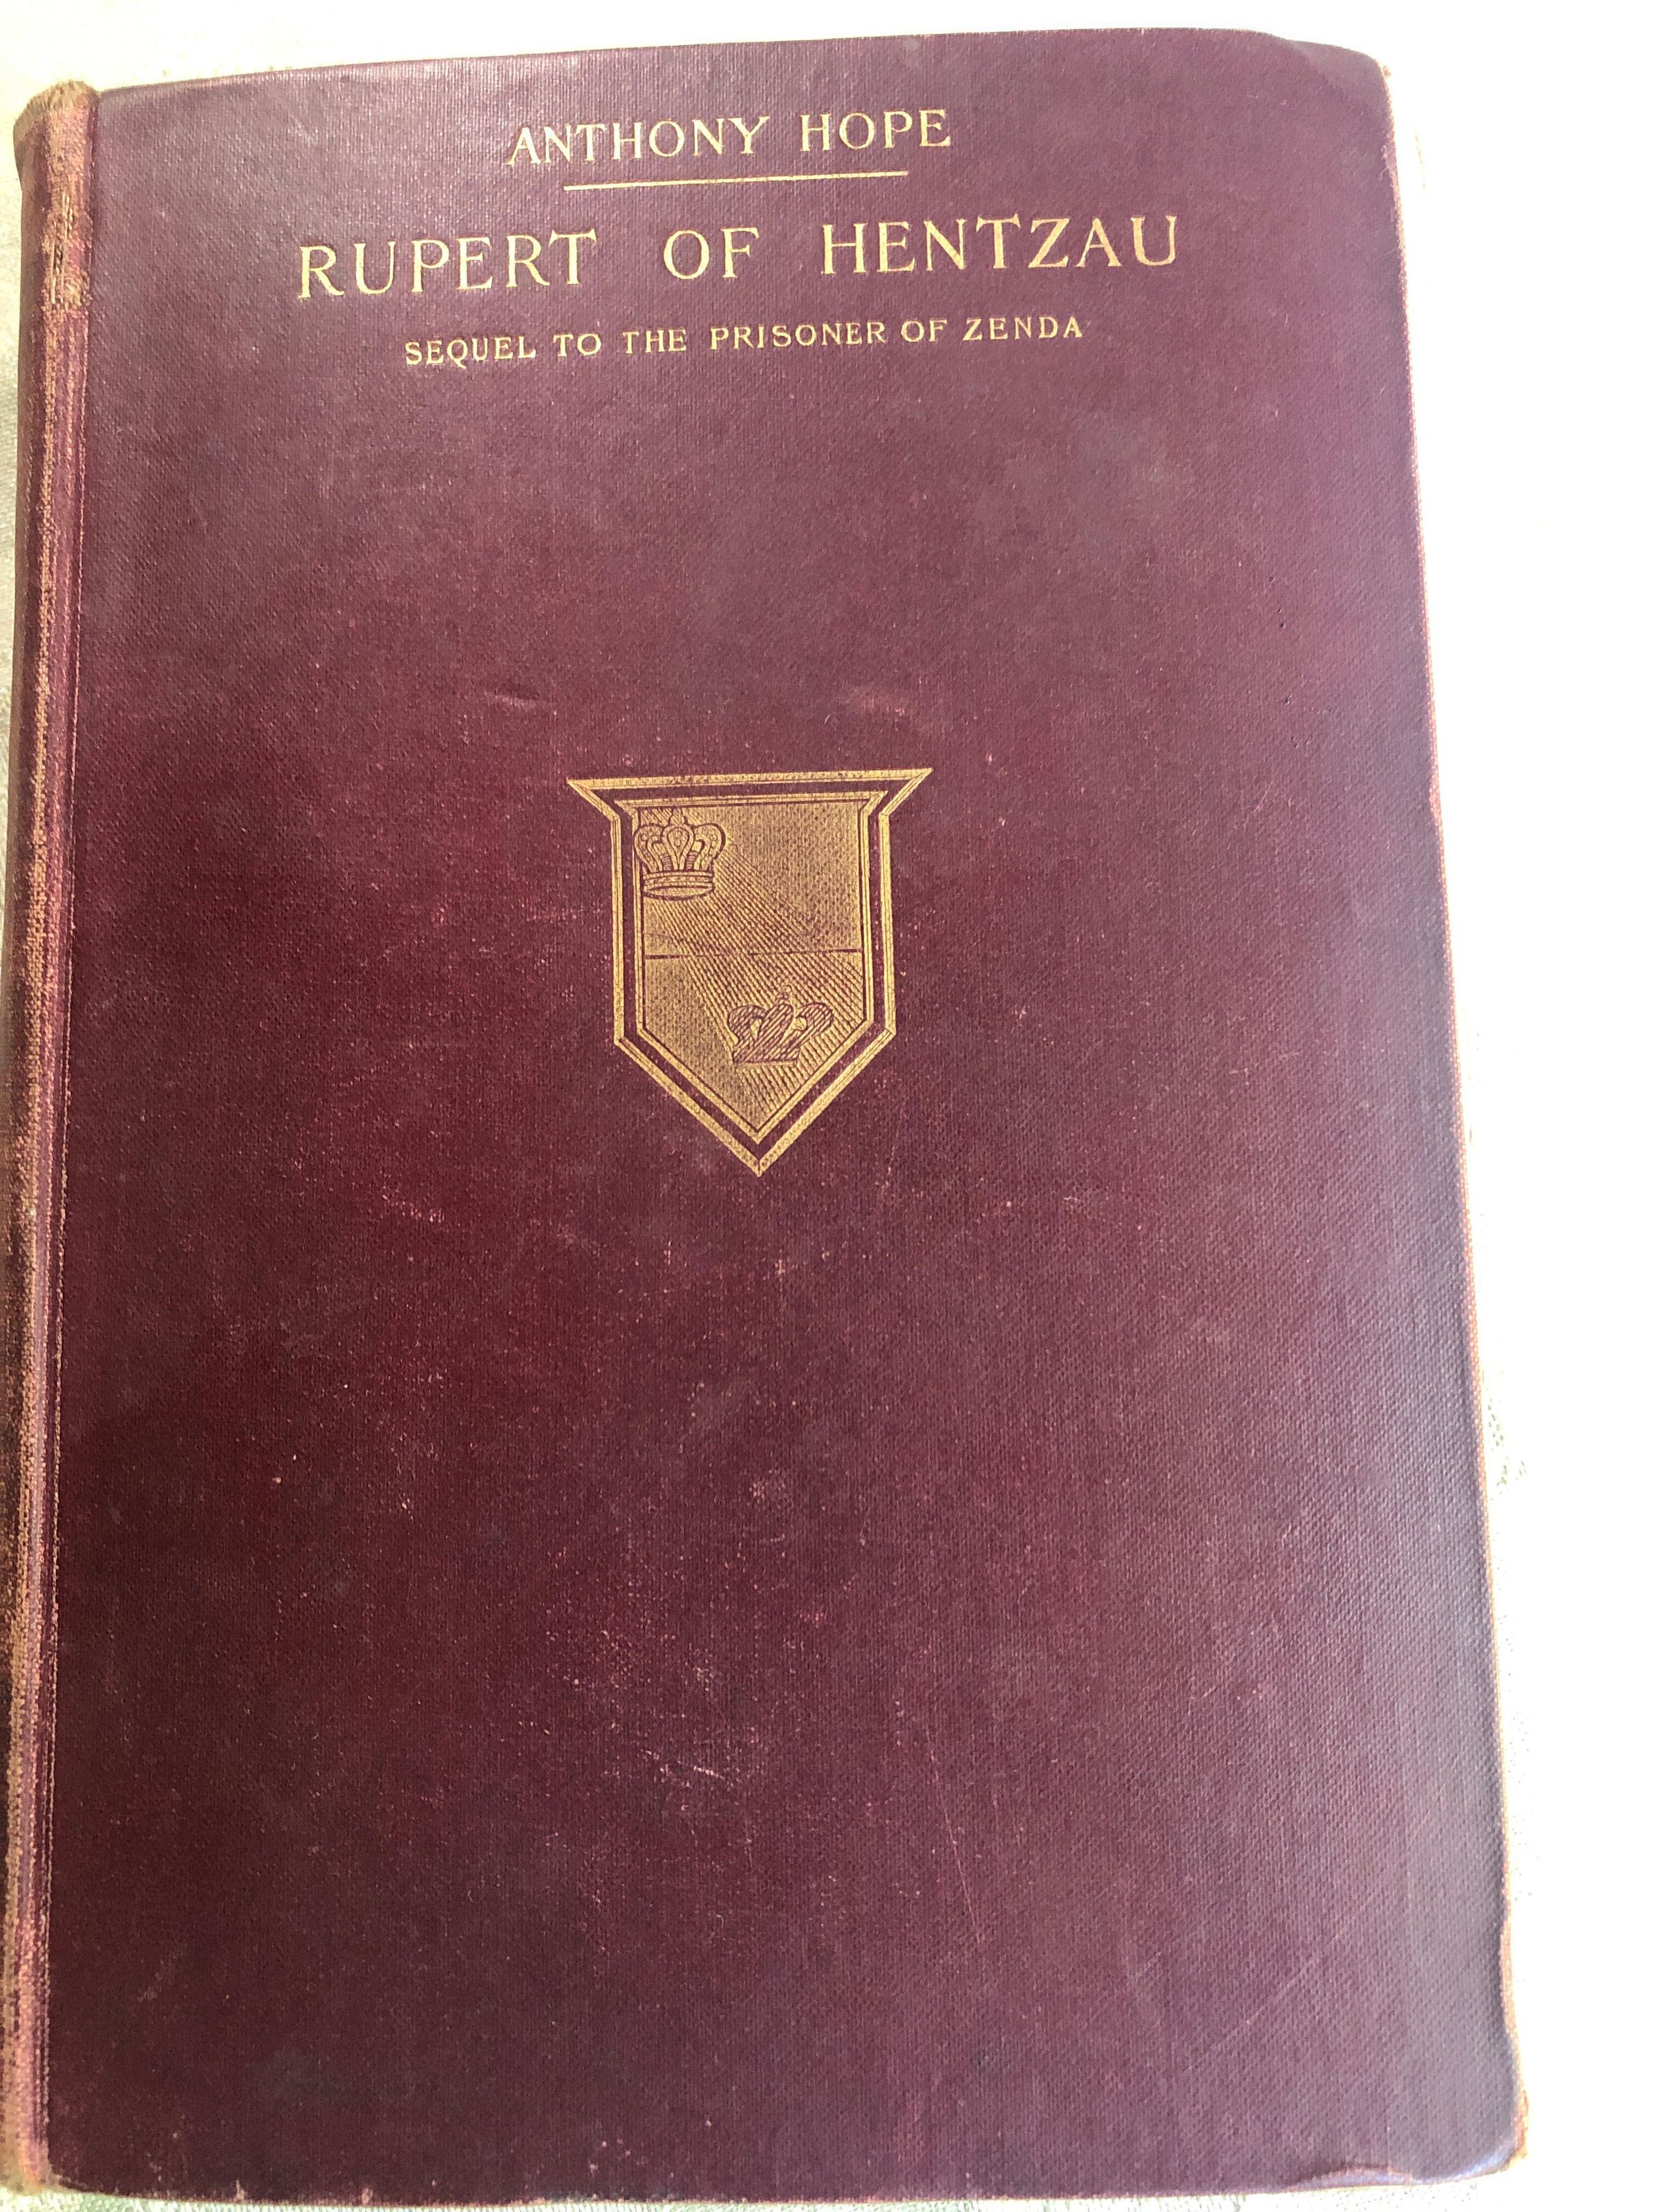 ANTHONY HOPE
RUPERT OF HENTZAU
SEQUEL TO THE PRISONER OF ZENDA